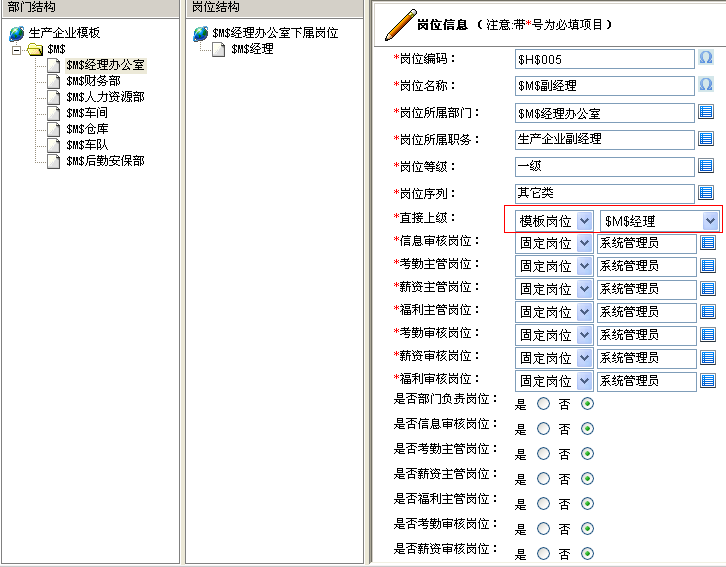 部门结构
生产企业模板
$M$
$M$经理办公室
$M$财务部
$M$人力资源部
$M$车间
$M$仓库
$M$车队
$M$后勤安保部
岗位结构
$M$经理办公室下属岗位
$M$经理
岗位信息 （注意:带*号为必填项目）
*岗位编码： $H$005
*岗位名称： $M$副经理
*岗位所属部门： $M$经理办公室
*岗位所属职务： 生产企业副经理
*岗位等级： 一级
*岗位序列： 其它类
*直接上级： 模板岗位 $M$经理
*信息审核岗位： 固定岗位 系统管理员
*考勤主管岗位： 固定岗位 系统管理员
*薪资主管岗位： 固定岗位 系统管理员
*福利主管岗位： 固定岗位 系统管理员
*考勤审核岗位： 固定岗位 系统管理员
*薪资审核岗位： 固定岗位 系统管理员
*福利审核岗位： 固定岗位 系统管理员
是否部门负责岗位： 是 否
是否信息审核岗位： 是 否
是否考勤主管岗位： 是 否
是否薪资主管岗位： 是 否
是否福利主管岗位： 是 否
是否考勤审核岗位： 是 否
是否薪资审核岗位： 是 否